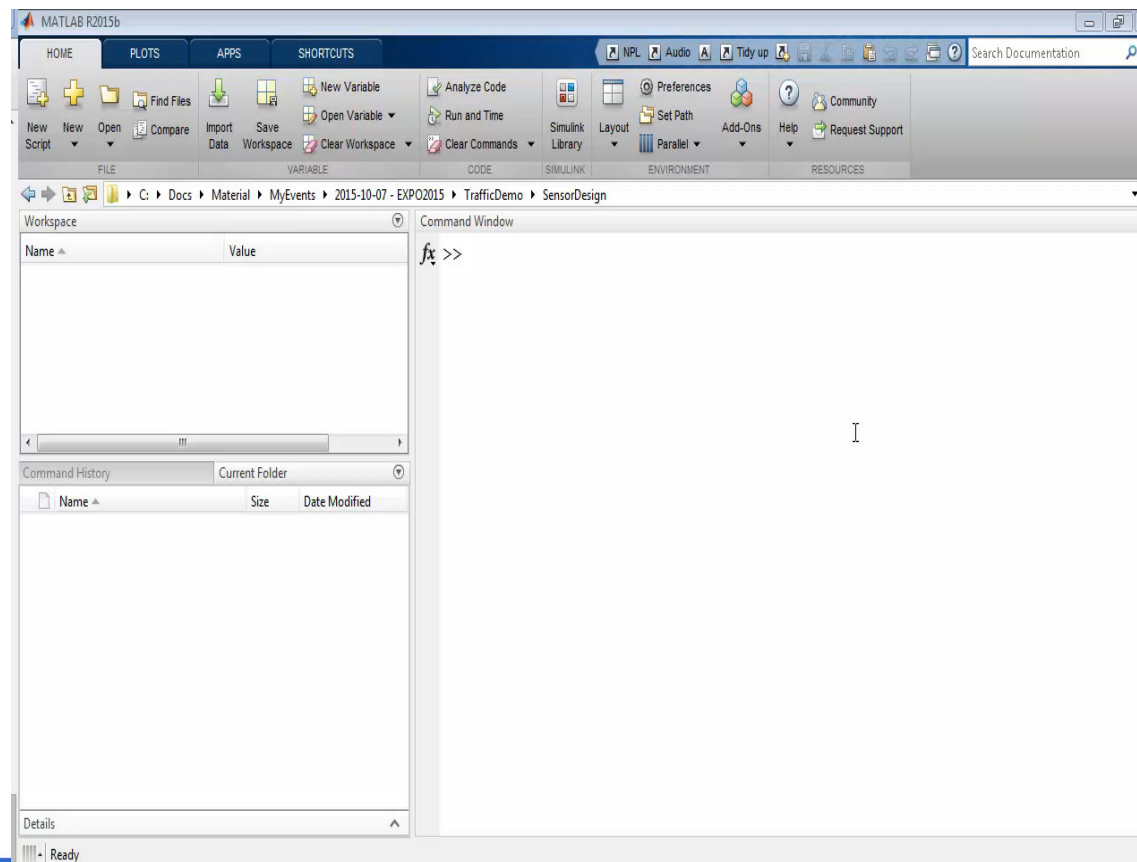 MATLAB R2015b
HOME PLOTS APPS SHORTCUTS NPL Audio A Tidy up Search Documentation
New Script
New
Open
Find Files
Compare
Import Data
Save Workspace
New Variable
Open Variable
Clear Workspace
Analyze Code
Run and Time
Clear Commands
Simulink Library
Layout
Preferences
Set Path
Parallel
Add-Ons
Help
Community
Request Support
FILE VARIABLE CODE SIMULINK ENVIRONMENT RESOURCES
C: Docs Material MyEvents 2015-10-07 - EXPO2015 TrafficDemo SensorDesign
Workspace
Name Value
Command Window
fx >>
Command History Current Folder
Name Size Date Modified
Details
Ready